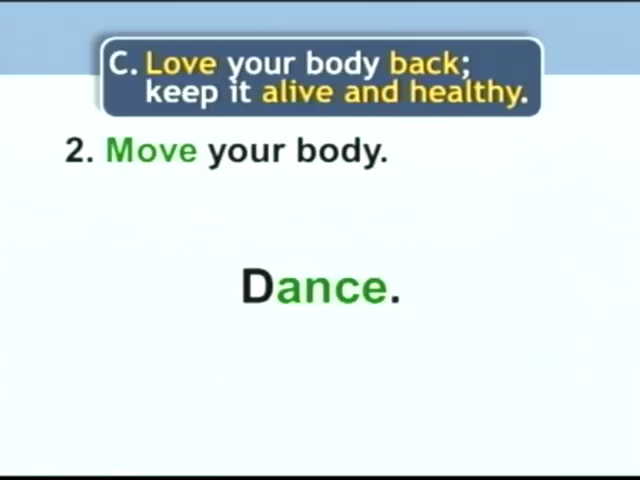 C. Love your body back;
keep it alive and healthy.
2. Move your body.
Dance.